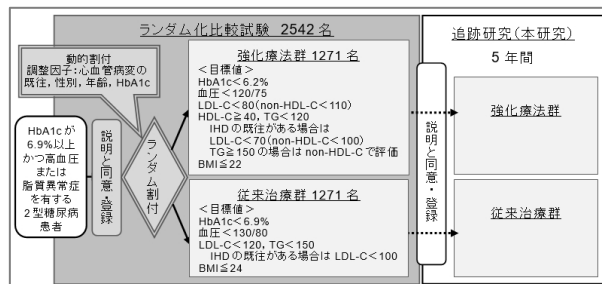 ランダム化比較試験 2542名
動的割付
調整因子:心血管病変の
既往,性別,年齢,HbA1c
HbA1cが
6.9%以上
かつ高血圧
または
脂質異常症
を有する
2型糖尿病
患者
説明と同意・登録
ランダム割付
強化療法群 1271名
<目標値>
HbA1c<6.2%
血圧<120/75
LDL-C<80(non-HDL-C<110)
HDL-C≧40, TG<120
IHDの既往がある場合は
LDL-C<70(non-HDL-C<100)
TG≧150の場合は non-HDL-Cで評価
BMI≦22
従来治療群 1271名
<目標値>
HbA1c<6.9%
血圧<130/80
LDL-C<120, TG<150
IHDの既往がある場合は LDL-C<100
BMI≦24
説明と同意・登録
追跡研究(本研究)
5年間
強化療法群
従来治療群